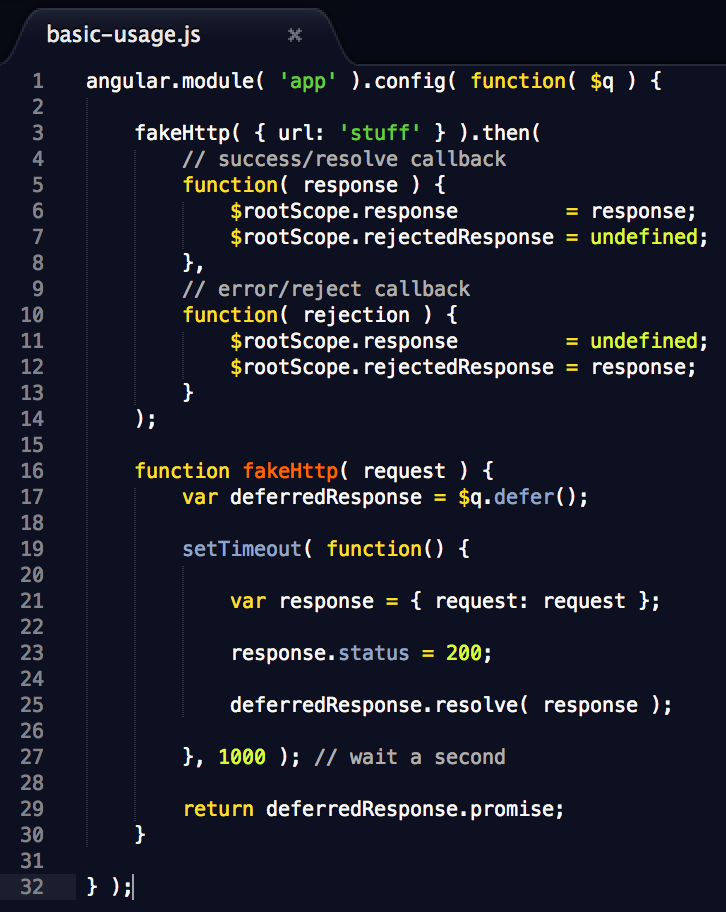 basic-usage.js ×
1 angular.module( 'app' ).config( function( $q ) {
2
3     fakeHttp( { url: 'stuff' } ).then(
4         // success/resolve callback
5         function( response ) {
6             $rootScope.response         = response;
7             $rootScope.rejectedResponse = undefined;
8         },
9         // error/reject callback
10         function( rejection ) {
11             $rootScope.response         = undefined;
12             $rootScope.rejectedResponse = response;
13         }
14     );
15
16     function fakeHttp( request ) {
17         var deferredResponse = $q.defer();
18
19         setTimeout( function() {
20
21             var response = { request: request };
22
23             response.status = 200;
24
25             deferredResponse.resolve( response );
26
27         }, 1000 ); // wait a second
28
29         return deferredResponse.promise;
30     }
31
32 } );